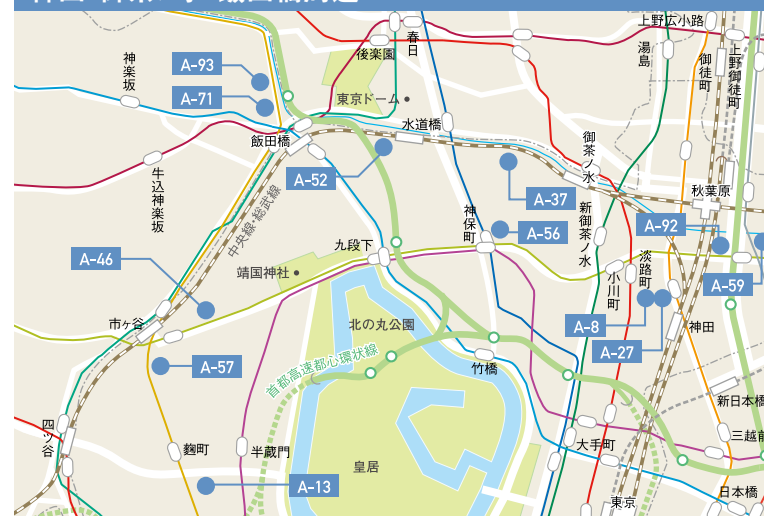 上野広小路
春日
後楽園
湯島
御徒町
上野御徒町
神楽坂
A-93
A-71
東京ドーム
水道橋
飯田橋
御茶ノ水
A-52
A-37
秋葉原
牛込神楽坂
中央線・総武線
神保町
A-56
新御茶ノ水
A-92
九段下
A-46
靖国神社
淡路町
小川町
A-59
市ヶ谷
北の丸公園
A-8
神田
A-27
首都高速都心環状線
竹橋
A-57
新日本橋
四ツ谷
麴町
半蔵門
大手町
三越前
皇居
A-13
日本橋
東京